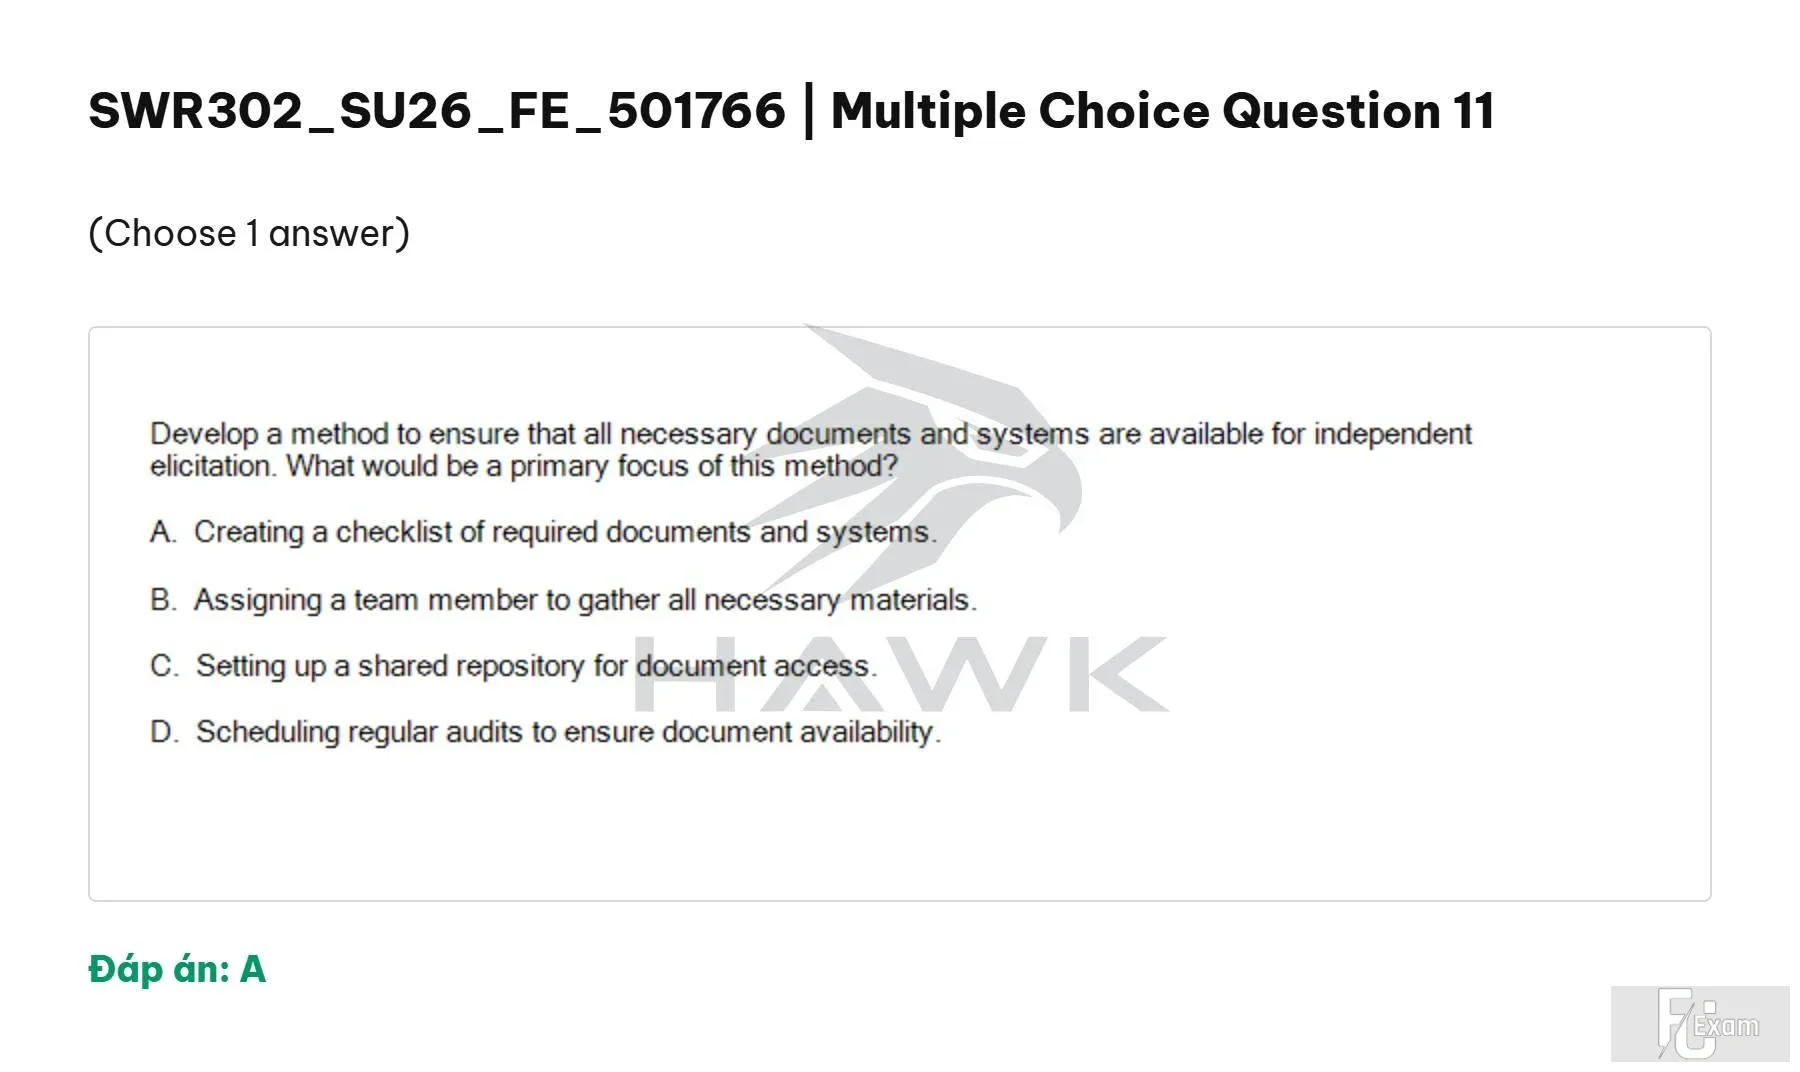 SWR302_SU26_FE_501766 | Multiple Choice Question 11
(Choose 1 answer)
Develop a method to ensure that all necessary documents and systems are available for independent
elicitation. What would be a primary focus of this method?
A. Creating a checklist of required documents and systems.
B. Assigning a team member to gather all necessary materials.
C. Setting up a shared repository for document access.
D. Scheduling regular audits to ensure document availability.
HAWK
Đáp án: A
FU Exam